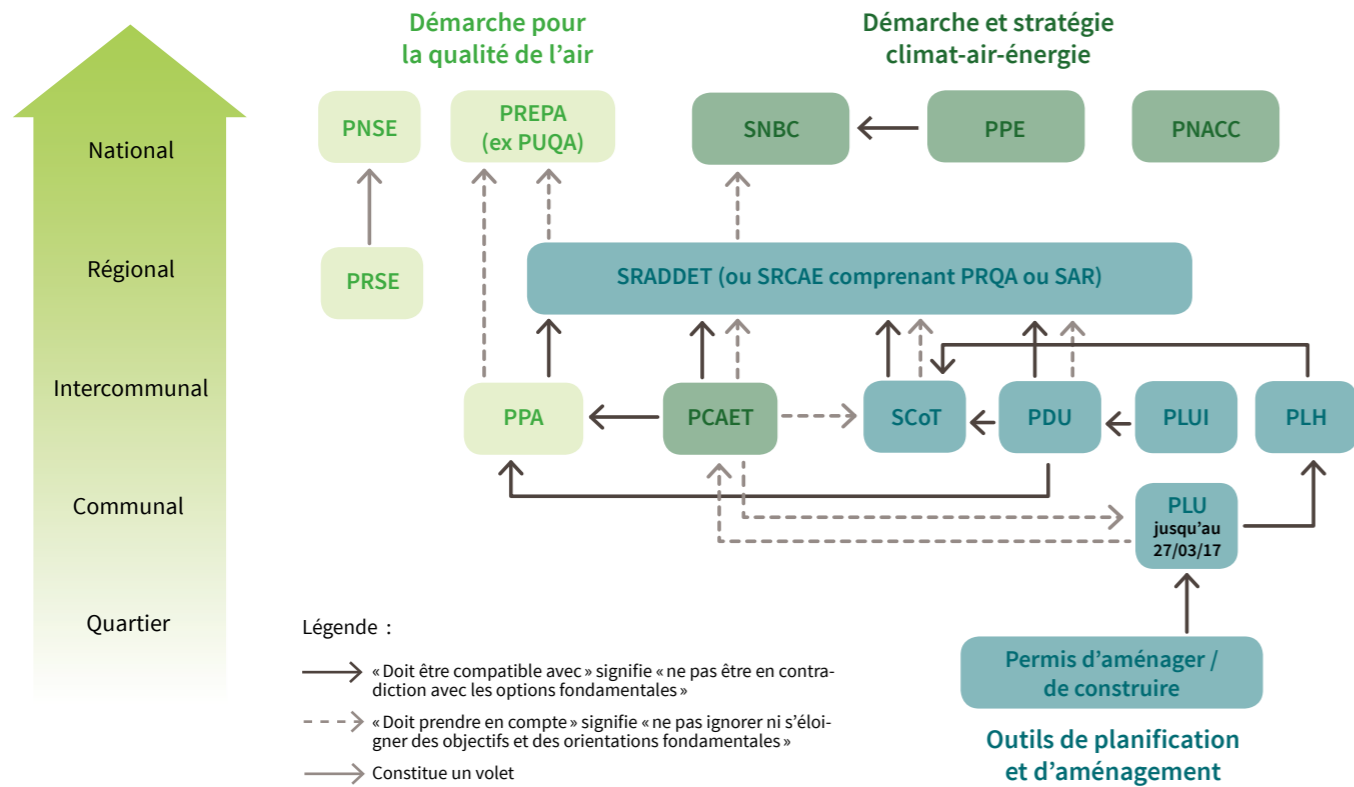 Démarche pour
la qualité de l’air
Démarche et stratégie
climat-air-énergie
National
PNSE
PREPA
(ex PUQA)
SNBC
PPE
PNACC
Régional
PRSE
SRADDET (ou SRCAE comprenant PRQA ou SAR)
Intercommunal
PPA
PCAET
SCoT
PDU
PLUI
PLH
Communal
PLU
jusqu’au
27/03/17
Quartier
Permis d’aménager /
de construire
Outils de planification
et d’aménagement
Légende :
« Doit être compatible avec » signifie « ne pas être en contra-
diction avec les options fondamentales »
« Doit prendre en compte » signifie « ne pas ignorer ni s’éloi-
gner des objectifs et des orientations fondamentales »
Constitue un volet